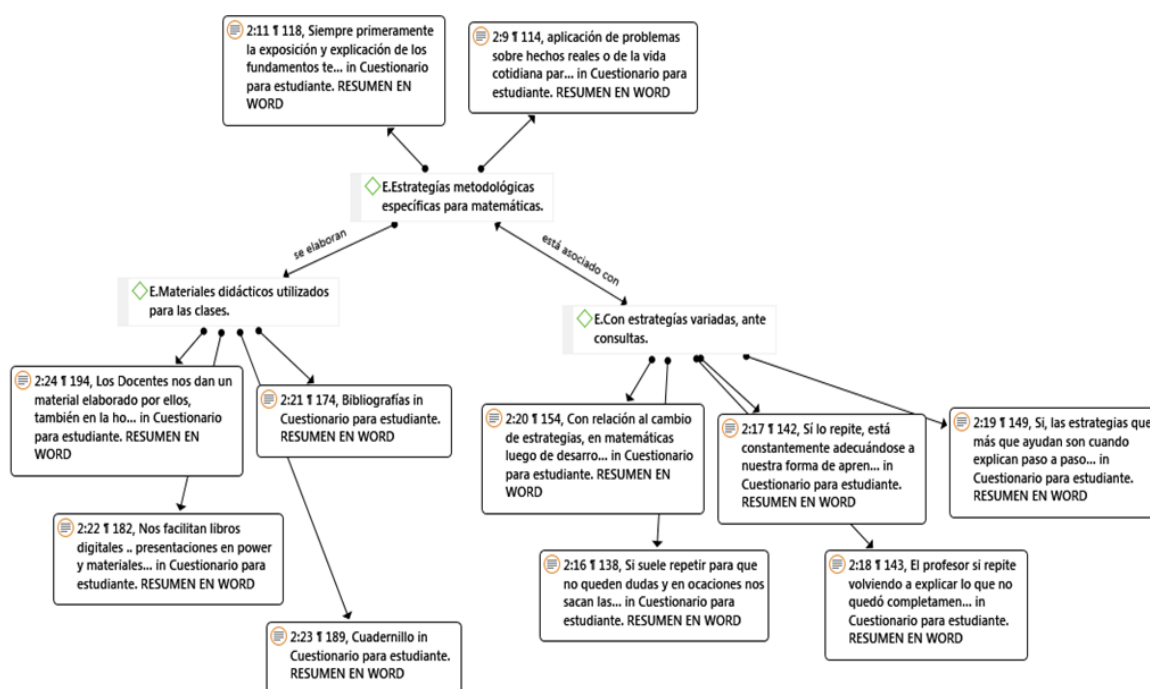 2:11 ¶ 118, Siempre primeramente
la exposición y explicación de los
fundamentos te... in Cuestionario
para estudiante. RESUMEN EN
WORD
2:9 ¶ 114, aplicación de problemas
sobre hechos reales o de la vida
cotidiana par... in Cuestionario para
estudiante. RESUMEN EN WORD
E.Estrategías metodológicas
específicas para matemáticas.
se elaboran
está asociado con
E.Materiales didácticos utilizados
para las clases.
E.Con estrategías variadas, ante
consultas.
2:24 ¶ 194, Los Docentes nos dan un
material elaborado por ellos,
también en la ho... in Cuestionario
para estudiante. RESUMEN EN
WORD
2:21 ¶ 174, Bibliografías in
Cuestionario para estudiante.
RESUMEN EN WORD
2:20 ¶ 154, Con relación al cambio
de estrategias, en matemáticas
luego de desarro... in Cuestionario
para estudiante. RESUMEN EN
WORD
2:17 ¶ 142, Sí lo repite, está
constantemente adecuándose a
nuestra forma de apren... in
Cuestionario para estudiante.
RESUMEN EN WORD
2:19 ¶ 149, Si, las estrategias que
más que ayudan son cuando
explican paso a paso... in
Cuestionario para estudiante.
RESUMEN EN WORD
2:22 ¶ 182, Nos facilitan libros
digitales .. presentaciones en power
y materiales... in Cuestionario para
estudiante. RESUMEN EN WORD
2:16 ¶ 138, Si suele repetir para que
no queden dudas y en ocaciones nos
sacan las... in Cuestionario para
estudiante. RESUMEN EN WORD
2:18 ¶ 143, El profesor si repite
volviendo a explicar lo que no
quedó completamen... in
Cuestionario para estudiante.
RESUMEN EN WORD
2:23 ¶ 189, Cuadernillo in
Cuestionario para estudiante.
RESUMEN EN WORD